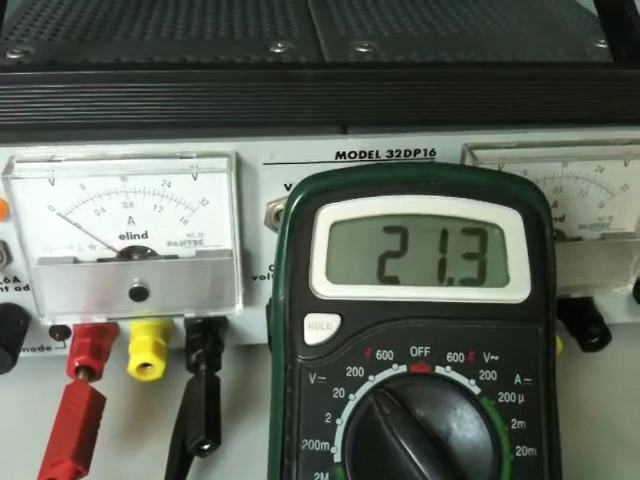 MODEL 32DP16
V V
0 8 16 24 32
0.4 0.8 1.2 1.6
A
elind
PANTEC
V
21.3
HOLD
OFF
600 600 V~
V⎓ 200 200 A⎓
20 200µ
2 2m
200m 20m
2M